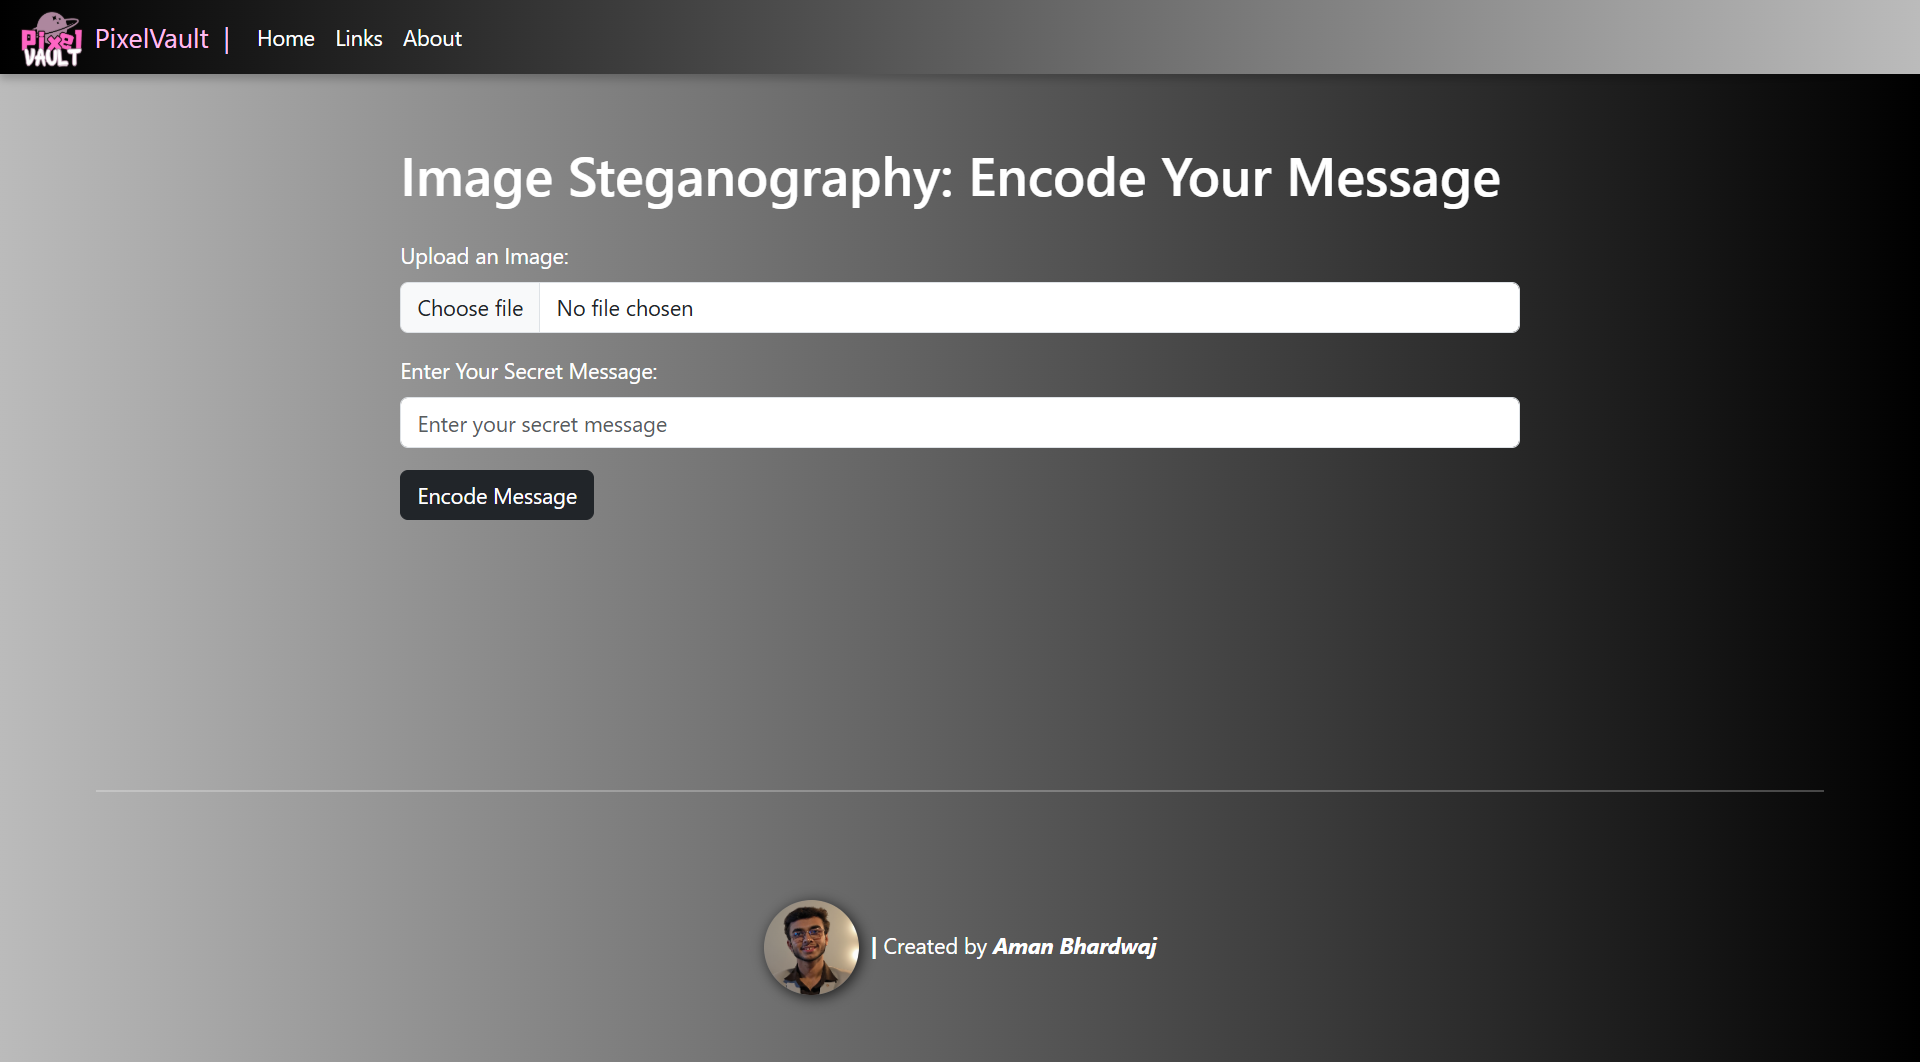 Pixel
VAULT
PixelVault | Home Links About
Image Steganography: Encode Your Message
Upload an Image:
Choose file No file chosen
Enter Your Secret Message:
Enter your secret message
Encode Message
| Created by Aman Bhardwaj